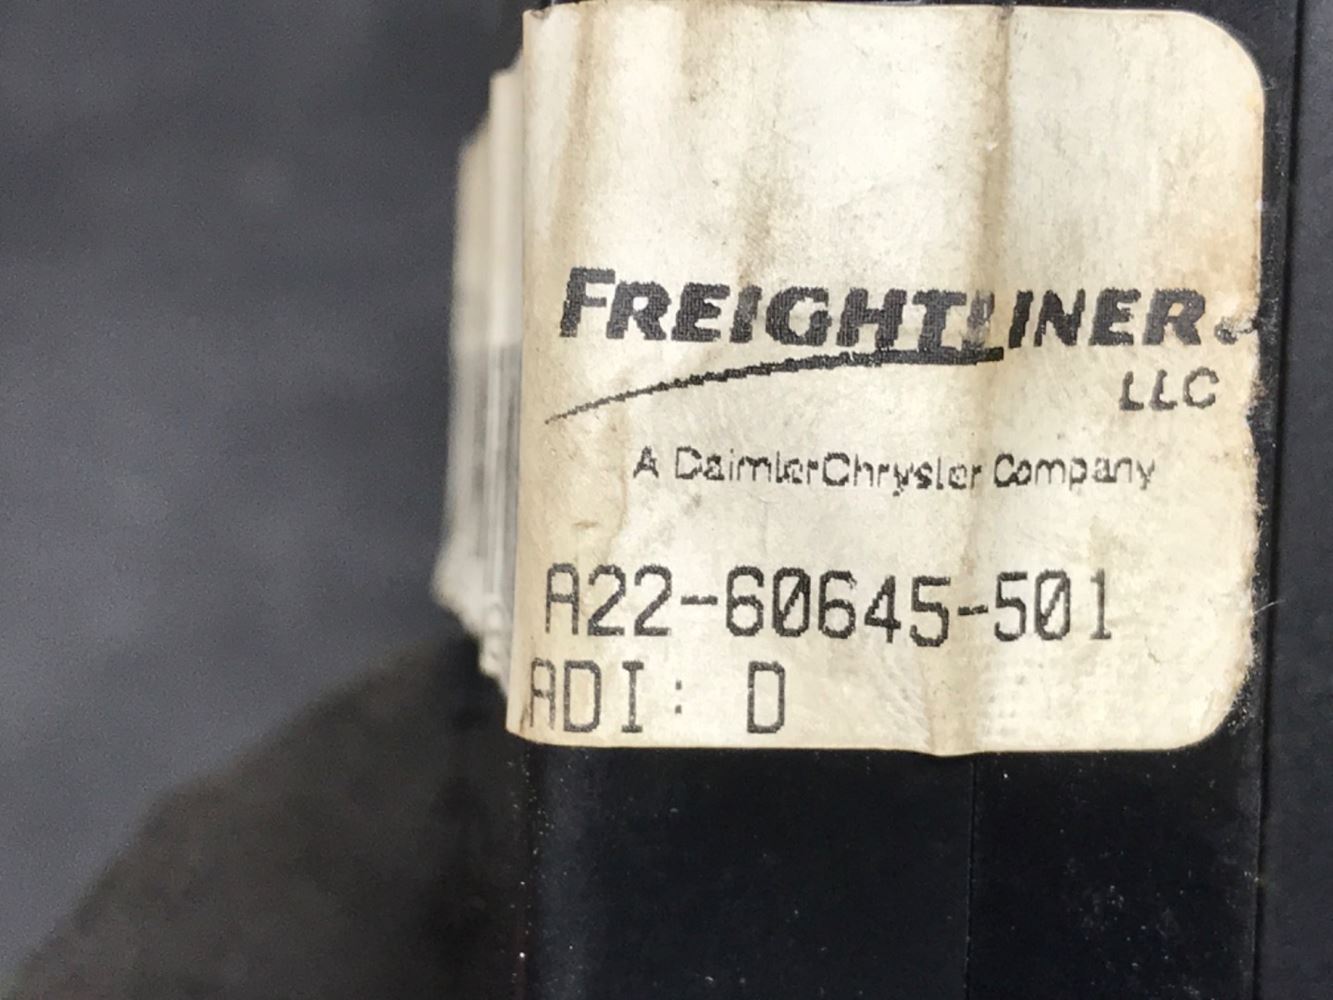 FREIGHTLINER
LLC
A DaimlerChrysler Company
A22-60645-501
ADI: D